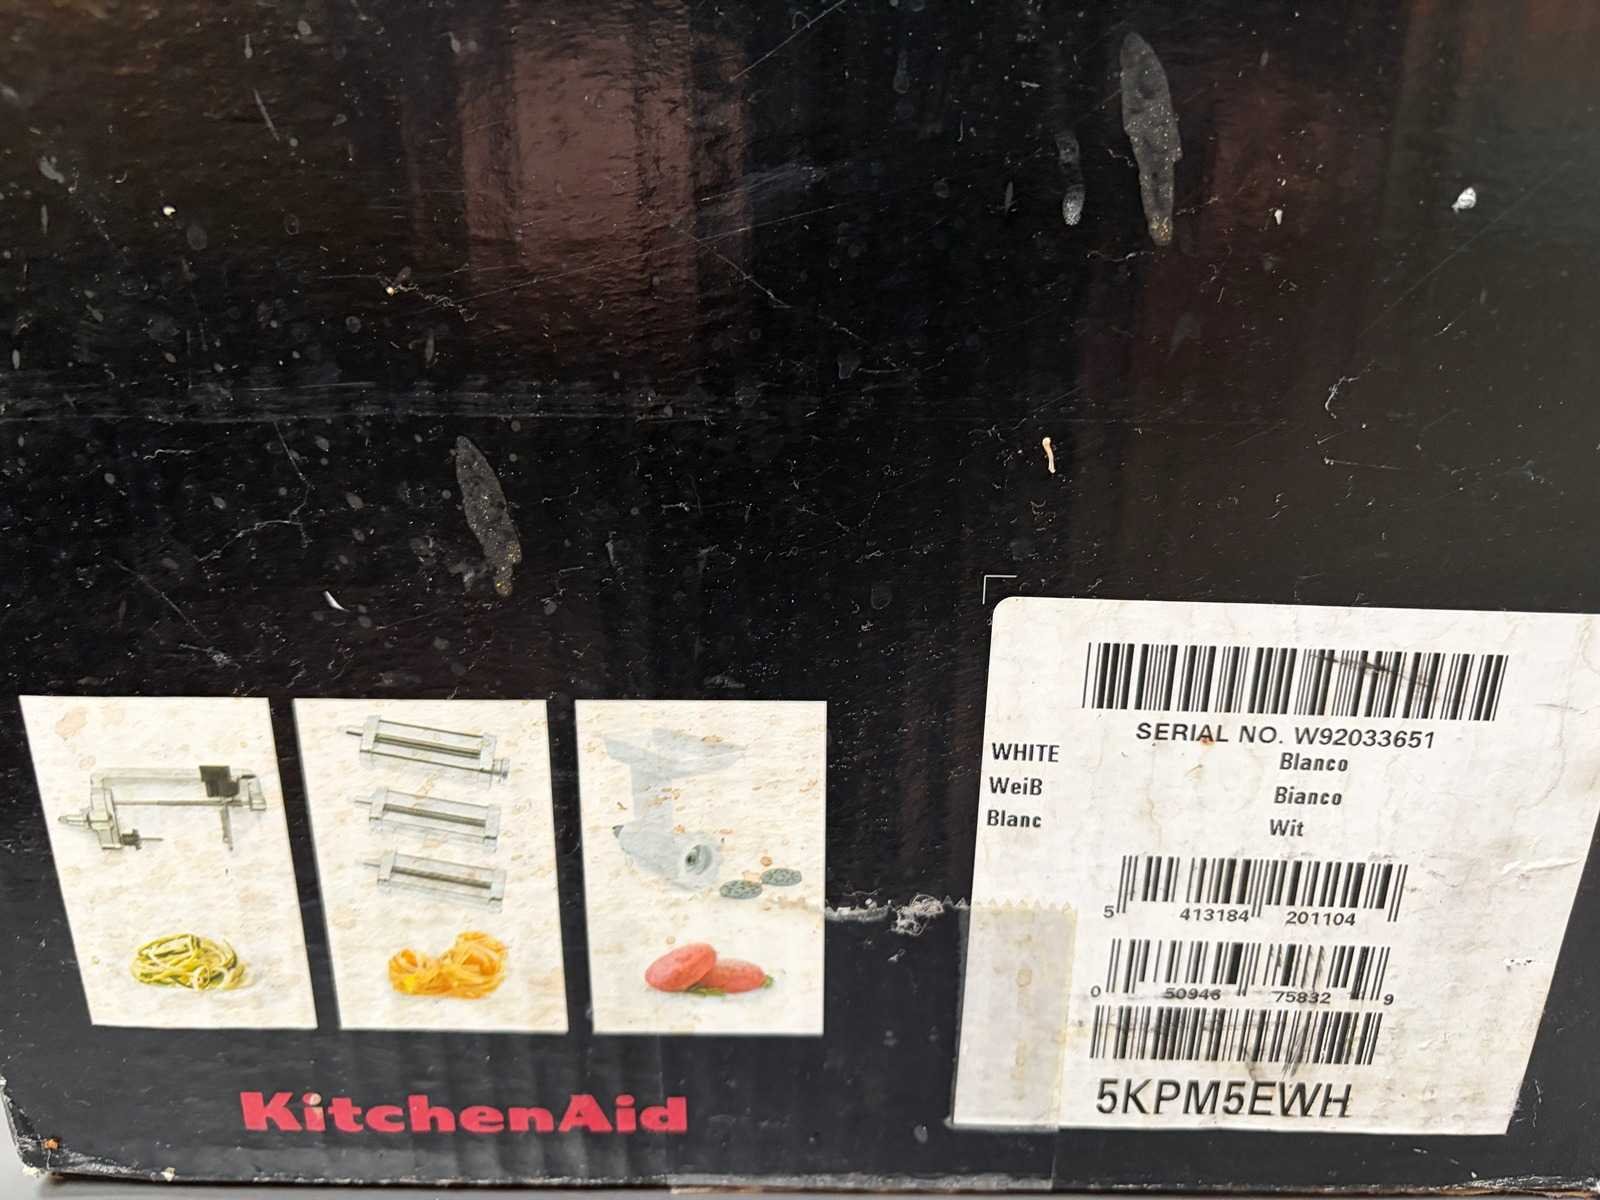 SERIAL NO. W92033651
WHITE Blanco
WeiB Bianco
Blanc Wit
5 413184 201104
0 50946 75832 9
5KPM5EWH
KitchenAid